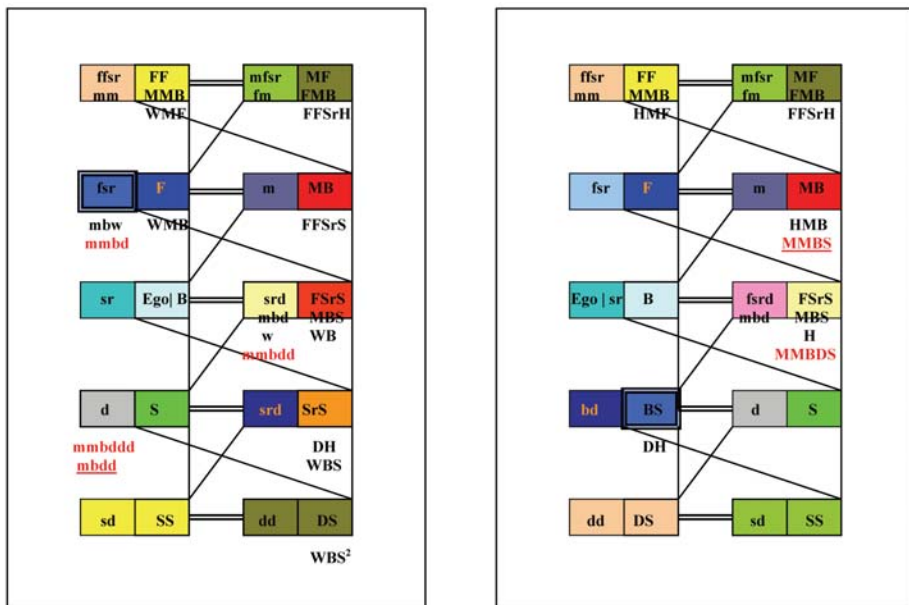 ffsr FF mfsr MF
mm MMB fm FMB
WMF FFSrH
fsr F m MB
mbw WMB FFSrS
mmbd
sr Ego| B srd FSrS
mbd MBS
w WB
mmbdd
d S srd SrS
mmbddd DH
mbdd WBS
sd SS dd DS
WBS²
ffsr FF mfsr MF
mm MMB fm FMB
HMF FFSrH
fsr F m MB
HMB
MMBS
Ego | sr B fsrd FSrS
mbd MBS
H
MMBDS
bd BS d S
DH
dd DS sd SS